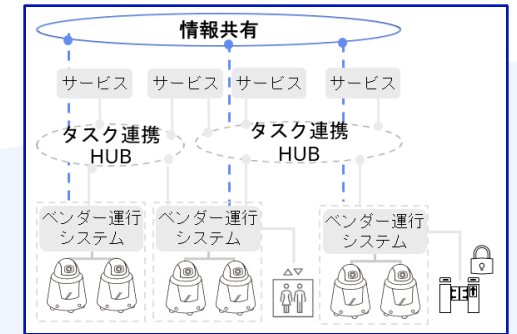 情報共有
サービス
サービス
サービス
サービス
タスク連携
HUB
タスク連携
HUB
ベンダー運行
システム
ベンダー運行
システム
ベンダー運行
システム